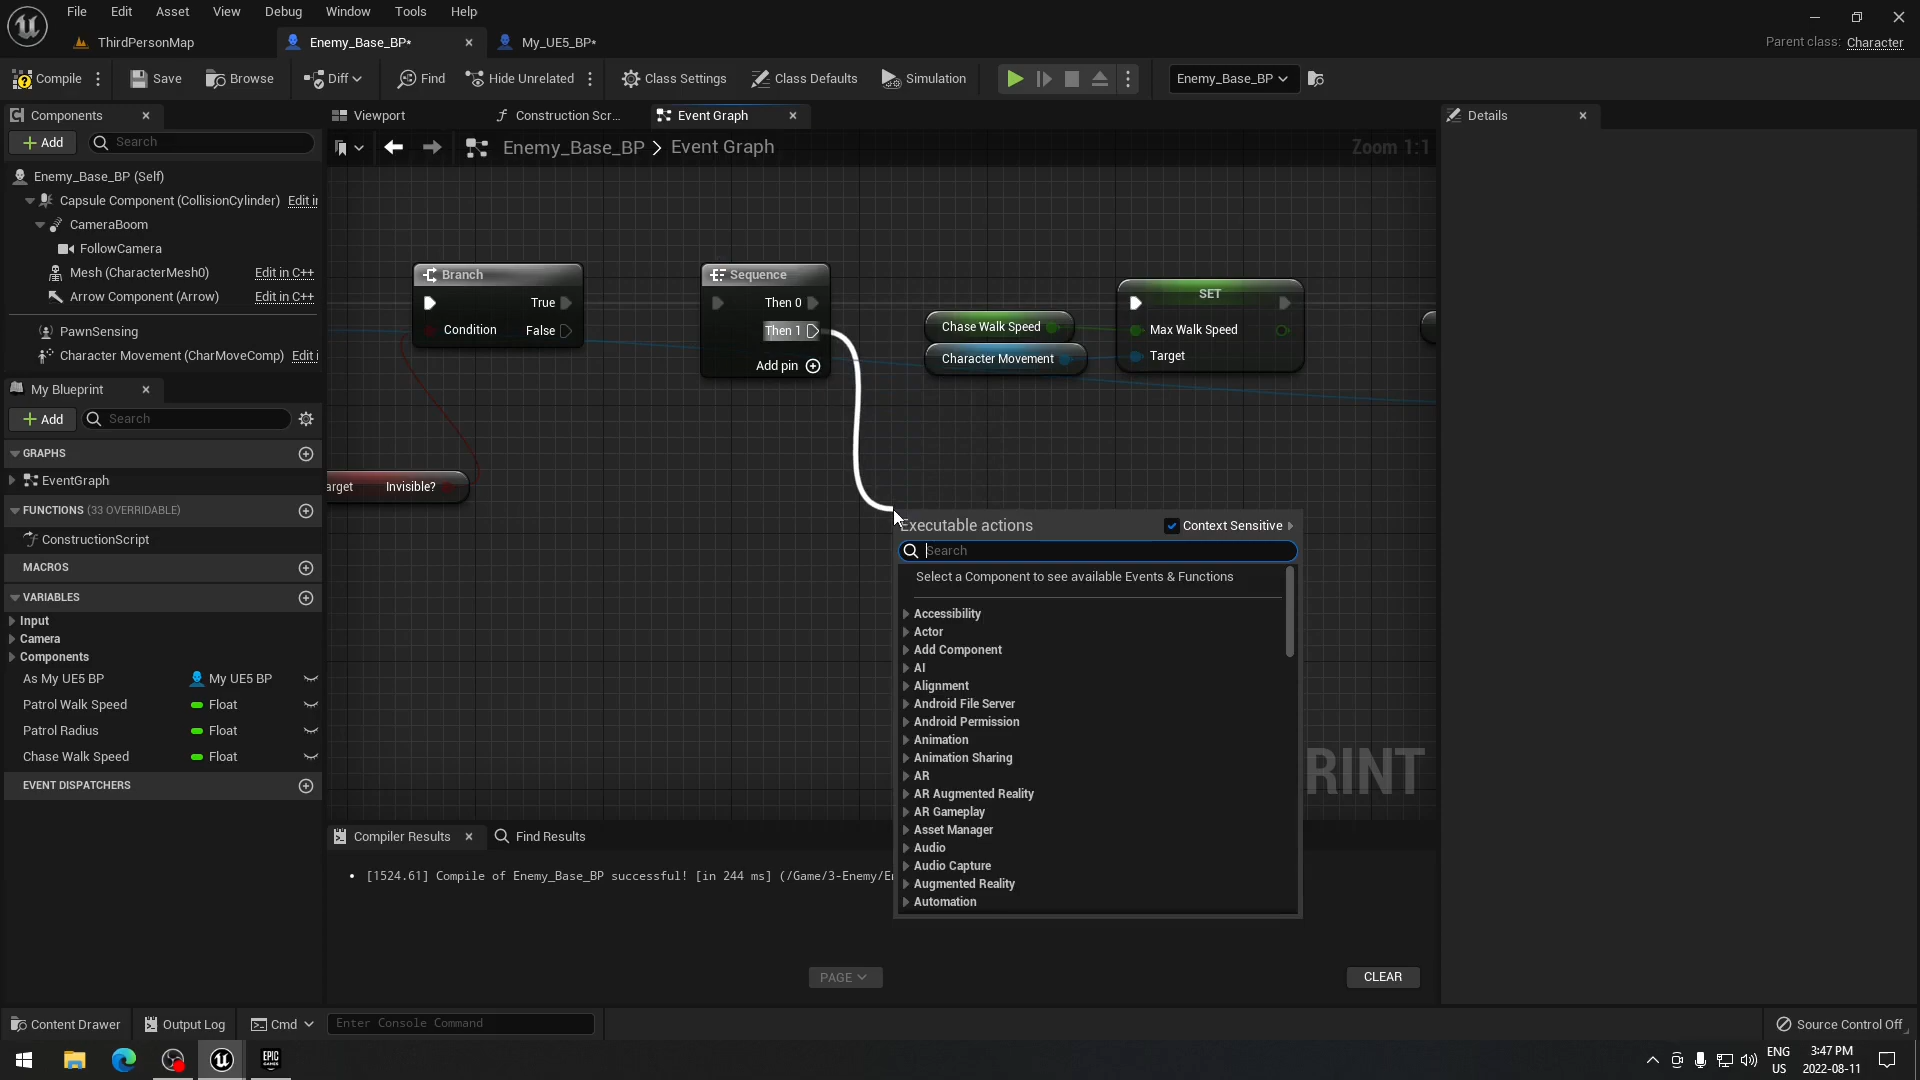 File Edit Asset View Debug Window Tools Help
ThirdPersonMap Enemy_Base_BP* My_UE5_BP* Parent class: Character
Compile Save Browse Diff Find Hide Unrelated Class Settings Class Defaults Simulation Enemy_Base_BP
Components Viewport Construction Scr... Event Graph Details
Add Search
Enemy_Base_BP > Event Graph Zoom 1:1
Enemy_Base_BP (Self)
Capsule Component (CollisionCylinder) Edit i
CameraBoom
FollowCamera
Mesh (CharacterMesh0) Edit in C++
Arrow Component (Arrow) Edit in C++
PawnSensing
Character Movement (CharMoveComp) Edit i
My Blueprint
Add Search
GRAPHS
EventGraph
FUNCTIONS (33 OVERRIDABLE)
ConstructionScript
MACROS
VARIABLES
Input
Camera
Components
As My UE5 BP My UE5 BP
Patrol Walk Speed Float
Patrol Radius Float
Chase Walk Speed Float
EVENT DISPATCHERS
Branch
True
Condition False
Sequence
Then 0
Then 1
Add pin
Chase Walk Speed
Character Movement
SET
Max Walk Speed
Target
arget Invisible?
Executable actions Context Sensitive
Search
Select a Component to see available Events & Functions
Accessibility
Actor
Add Component
AI
Alignment
Android File Server
Android Permission
Animation
Animation Sharing
AR
AR Augmented Reality
AR Gameplay
Asset Manager
Audio
Audio Capture
Augmented Reality
Automation
RINT
Compiler Results Find Results
[1524.61] Compile of Enemy_Base_BP successful! [in 244 ms] (/Game/3-Enemy/En
PAGE CLEAR
Content Drawer Output Log Cmd Enter Console Command Source Control Off
EPIC GAMES
ENG US
3:47 PM
2022-08-11